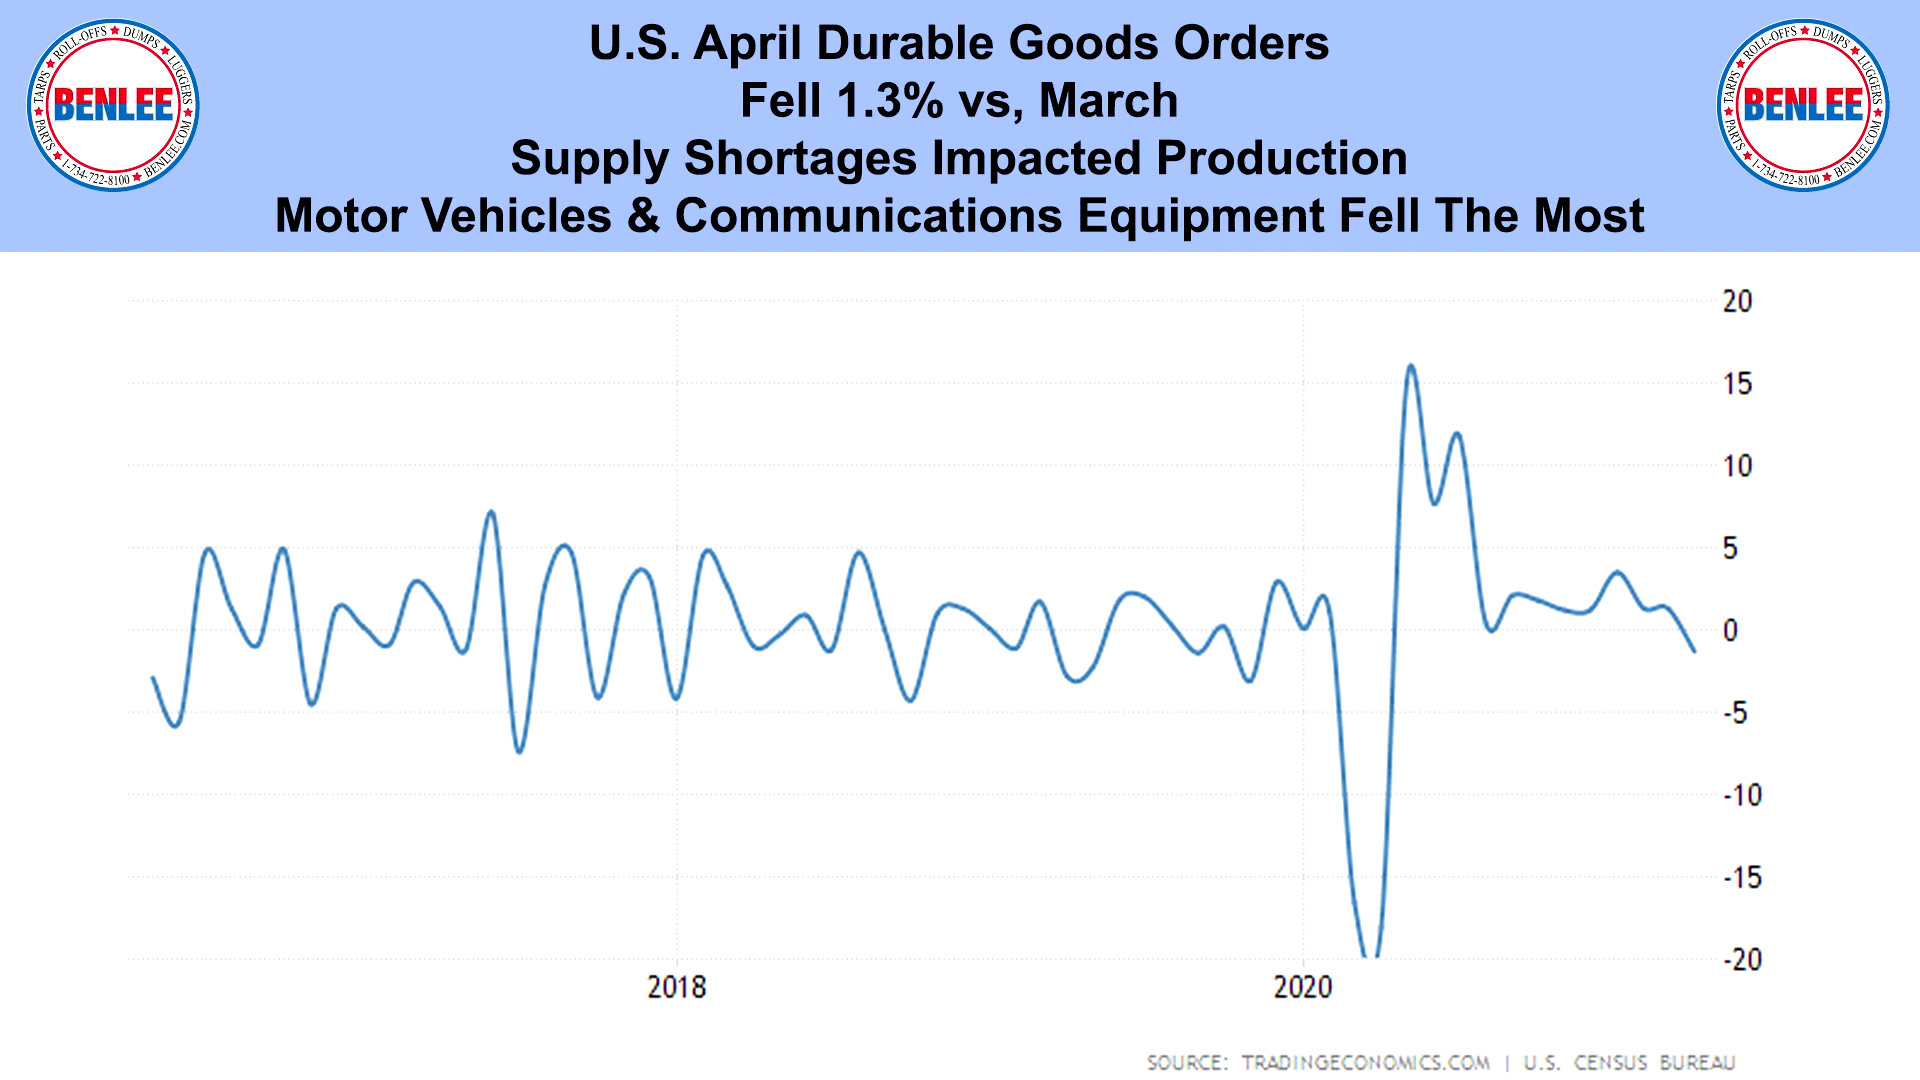 U.S. April Durable Goods Orders
Fell 1.3% vs, March
Supply Shortages Impacted Production
Motor Vehicles & Communications Equipment Fell The Most
TARPS ★ ROLL-OFFS ★ DUMPS ★ LUGGERS ★
BENLEE
PARTS ★ 1-734-722-8100 ★ BENLEE.COM ★
TARPS ★ ROLL-OFFS ★ DUMPS ★ LUGGERS ★
BENLEE
PARTS ★ 1-734-722-8100 ★ BENLEE.COM ★
20
15
10
5
0
-5
-10
-15
-20
2018 2020
SOURCE: TRADINGECONOMICS.COM | U.S. CENSUS BUREAU